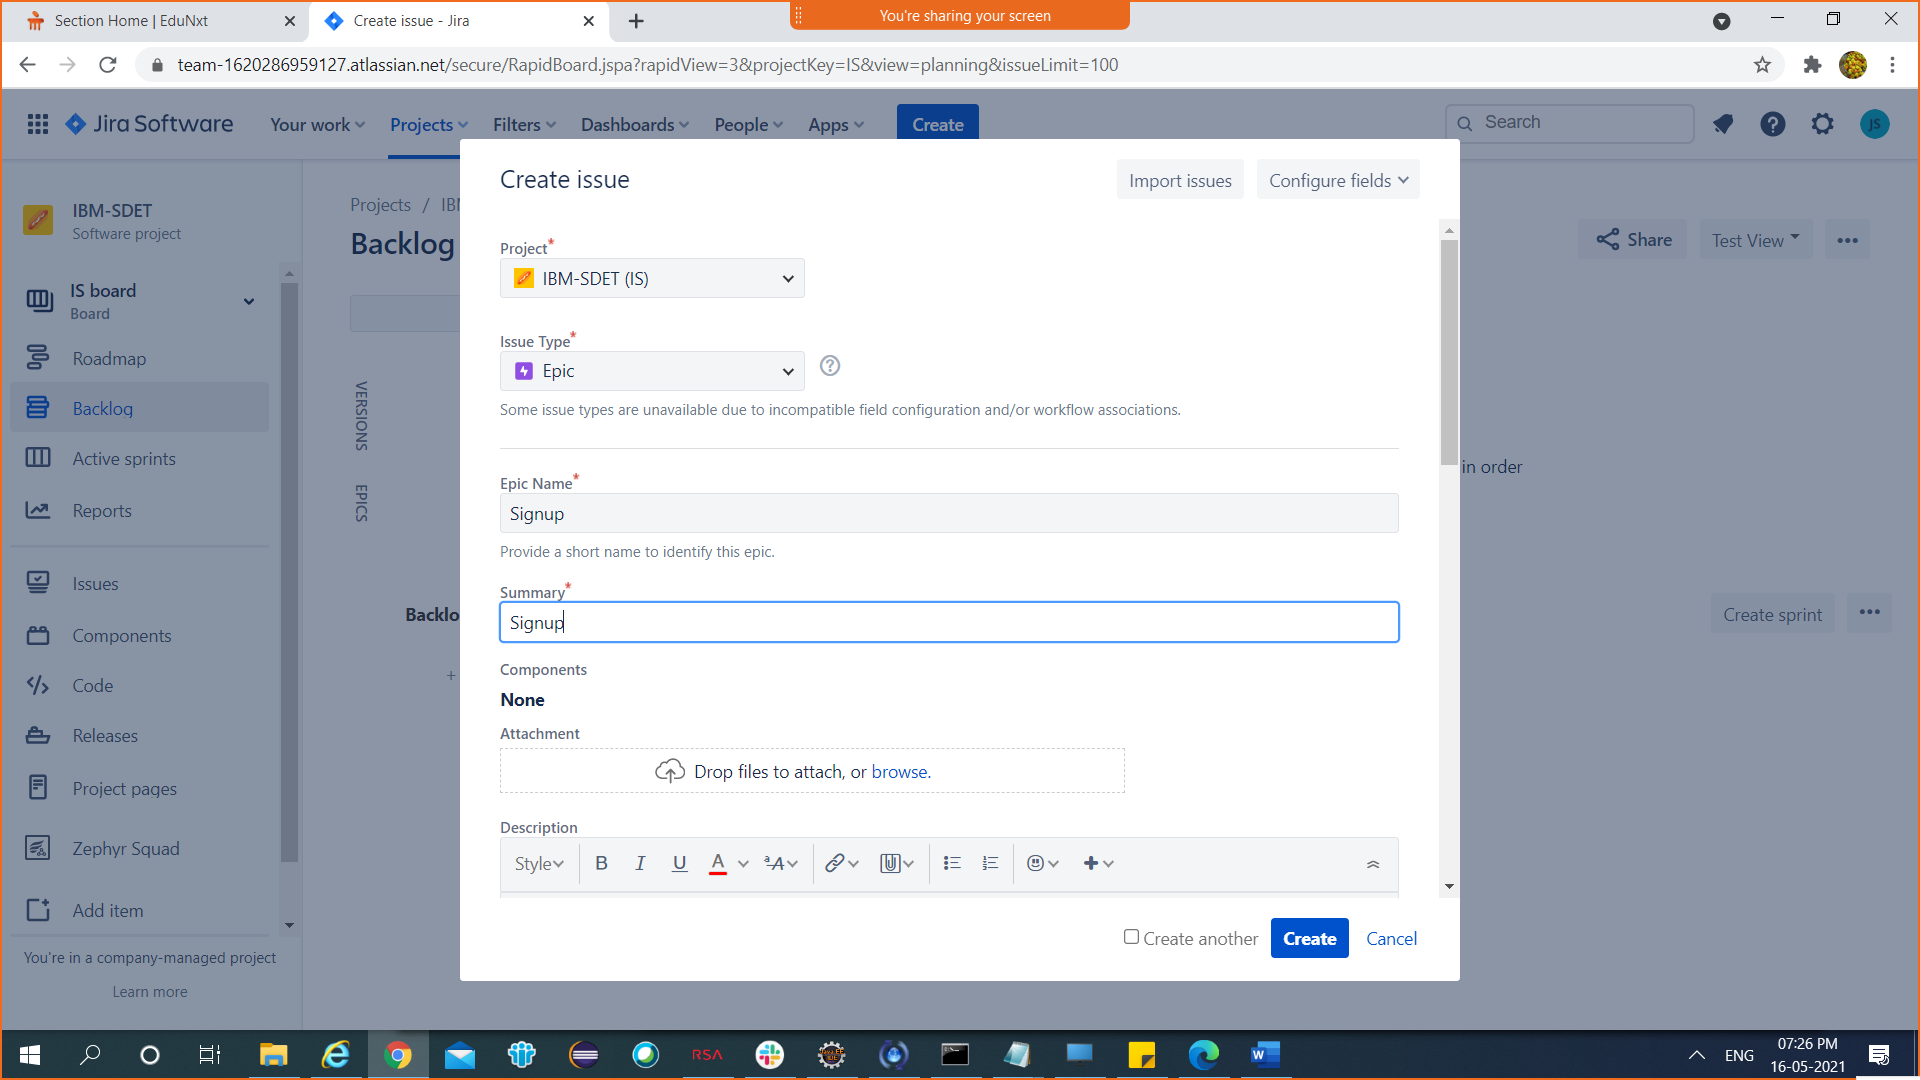 Section Home | EduNxt
Create issue - Jira
You're sharing your screen
team-1620286959127.atlassian.net/secure/RapidBoard.jspa?rapidView=3&projectKey=IS&view=planning&issueLimit=100
Jira Software
Your work
Projects
Filters
Dashboards
People
Apps
Create
Search
JS
IBM-SDET
Software project
IS board
Board
Roadmap
Backlog
Active sprints
Reports
Issues
Components
Code
Releases
Project pages
Zephyr Squad
Add item
You're in a company-managed project
Learn more
Projects /
Backlog
VERSIONS
EPICS
Share
Test View
in order
Create sprint
Create issue
Import issues
Configure fields
Project*
IBM-SDET (IS)
Issue Type*
Epic
Some issue types are unavailable due to incompatible field configuration and/or workflow associations.
Epic Name*
Signup
Provide a short name to identify this epic.
Summary*
Signup
Components
None
Attachment
Drop files to attach, or browse.
Description
Style
B I U A
Create another
Create
Cancel
RSA
ENG
07:26 PM
16-05-2021